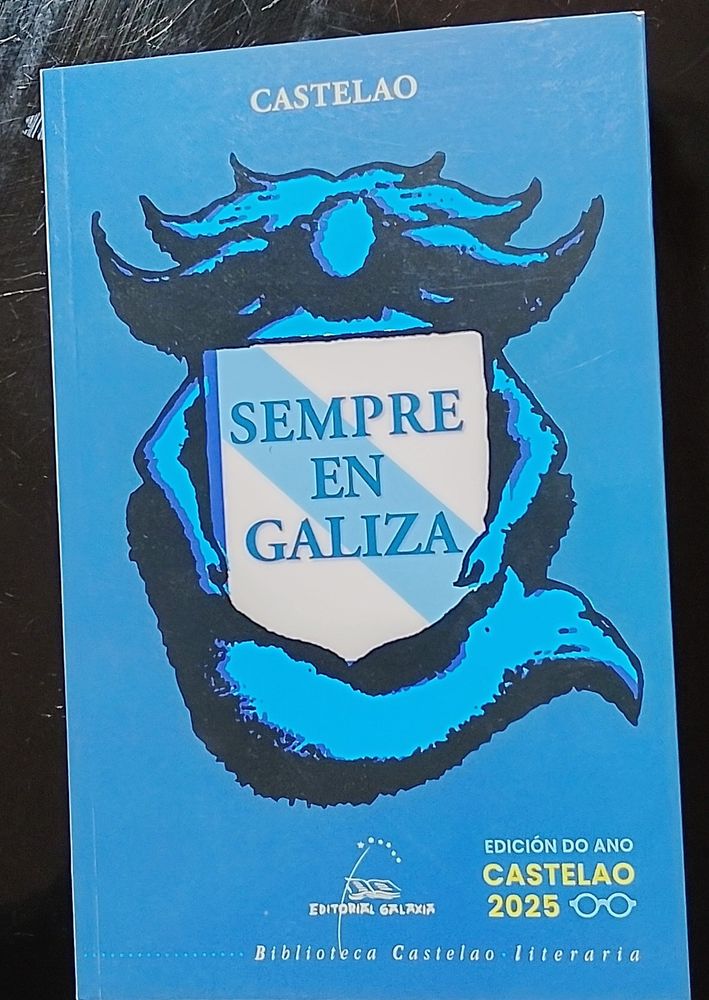 CASTELAO
SEMPRE
EN
GALIZA
EDICIÓN DO ANO
CASTELAO
2025
EDITORIAL GALAXIA
Biblioteca Castelao · literaria